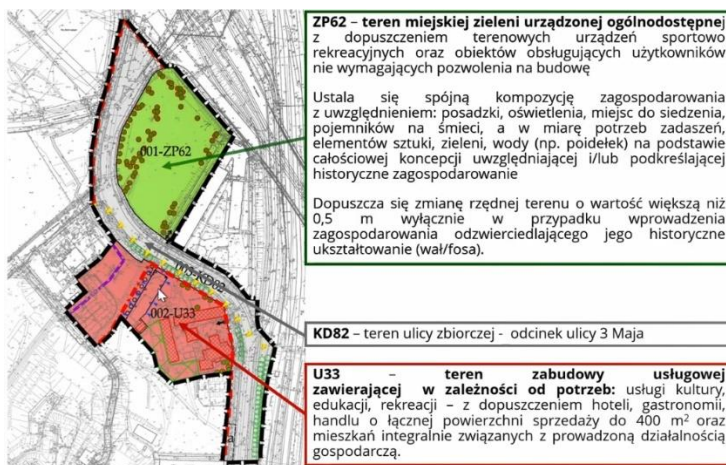 ZP62 – teren miejskiej zieleni urządzonej ogólnodostępnej
z dopuszczeniem terenowych urządzeń sportowo
rekreacyjnych oraz obiektów obsługujących użytkowników
nie wymagających pozwolenia na budowę
Ustala się spójną kompozycję zagospodarowania
z uwzględnieniem: posadzki, oświetlenia, miejsc do siedzenia,
pojemników na śmieci, a w miarę potrzeb zadaszeń,
elementów sztuki, zieleni, wody (np. poidełek) na podstawie
całościowej koncepcji uwzględniającej i/lub podkreślającej
historyczne zagospodarowanie
Dopuszcza się zmianę rzędnej terenu o wartość większą niż
0,5 m wyłącznie w przypadku wprowadzenia
zagospodarowania odzwierciedlającego jego historyczne
ukształtowanie (wał/fosa).
001-ZP62
002-U33
KD82 – teren ulicy zbiorczej - odcinek ulicy 3 Maja
U33 – teren zabudowy usługowej
zawierającej w zależności od potrzeb: usługi kultury,
edukacji, rekreacji – z dopuszczeniem hoteli, gastronomii,
handlu o łącznej powierzchni sprzedaży do 400 m² oraz
mieszkań integralnie związanych z prowadzoną działalnością
gospodarczą.